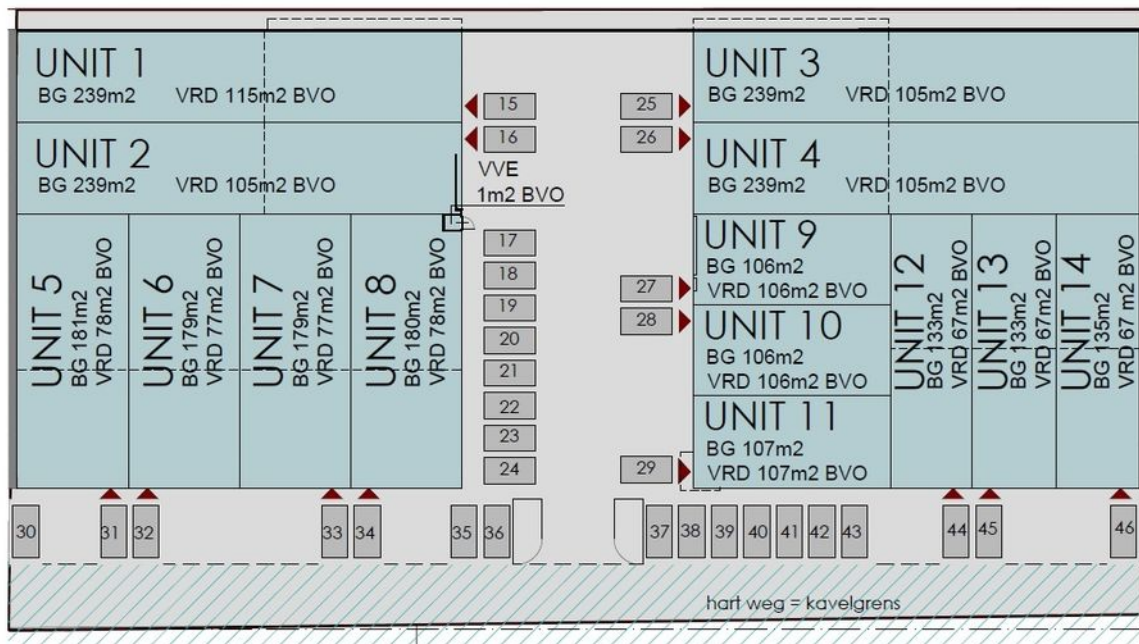 UNIT 1
BG 239m2 VRD 115m2 BVO
UNIT 2
BG 239m2 VRD 105m2 BVO
UNIT 5
BG 181m2
VRD 78m2 BVO
UNIT 6
BG 179m2
VRD 77m2 BVO
UNIT 7
BG 179m2
VRD 77m2 BVO
UNIT 8
BG 180m2
VRD 78m2 BVO
15
16
VVE
1m2 BVO
17
18
19
20
21
22
23
24
25
26
27
28
29
UNIT 3
BG 239m2 VRD 105m2 BVO
UNIT 4
BG 239m2 VRD 105m2 BVO
UNIT 9
BG 106m2
VRD 106m2 BVO
UNIT 10
BG 106m2
VRD 106m2 BVO
UNIT 11
BG 107m2
VRD 107m2 BVO
UNIT 12
BG 133m2
VRD 67m2 BVO
UNIT 13
BG 133m2
VRD 67m2 BVO
UNIT 14
BG 135m2
VRD 67 m2 BVO
30
31
32
33
34
35
36
37
38
39
40
41
42
43
44
45
46
hart weg = kavelgrens